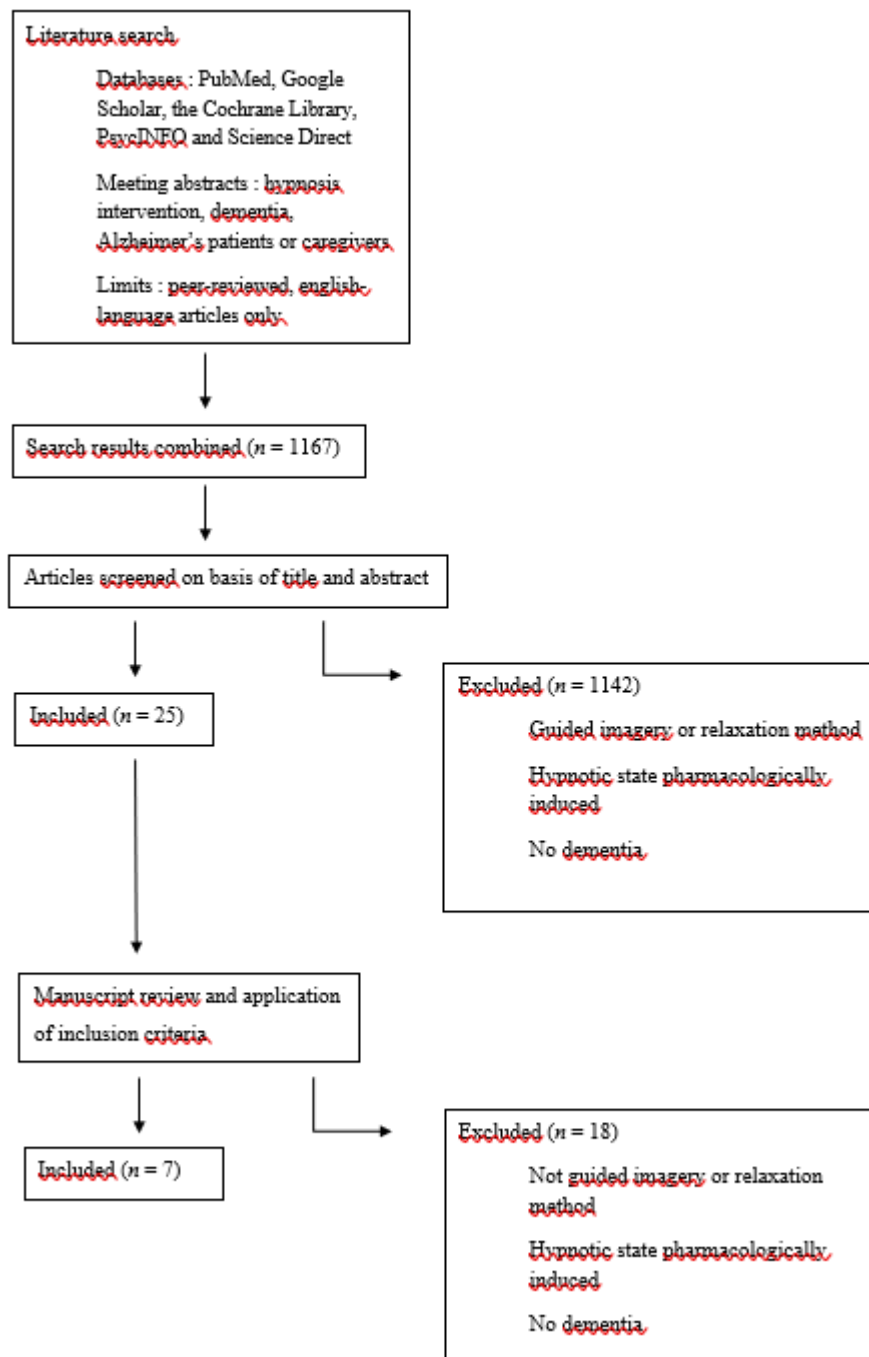 Literature search
Databases : PubMed, Google
Scholar, the Cochrane Library,
PsycINFO and Science Direct
Meeting abstracts : hypnosis
intervention, dementia,
Alzheimer's patients or caregivers
Limits : peer-reviewed, english-
language articles only
Search results combined (n = 1167)
Articles screened on basis of title and abstract
Included (n = 25)
Excluded (n = 1142)
Guided imagery or relaxation method
Hypnotic state pharmacologically
induced
No dementia
Manuscript review and application
of inclusion criteria
Included (n = 7)
Excluded (n = 18)
Not guided imagery or relaxation
method
Hypnotic state pharmacologically
induced
No dementia